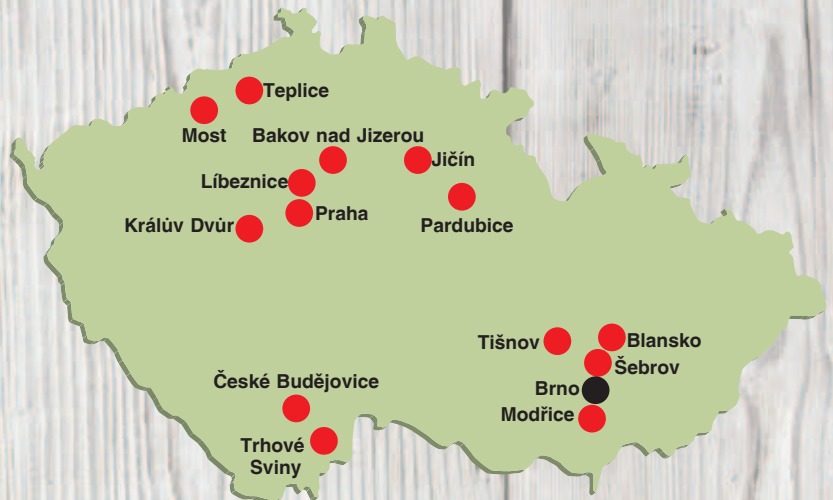 Teplice
Most
Bakov nad Jizerou
Jičín
Líbeznice
Praha
Králův Dvůr
Pardubice
Tišnov
Blansko
Šebrov
Brno
Modřice
České Budějovice
Trhové
Sviny